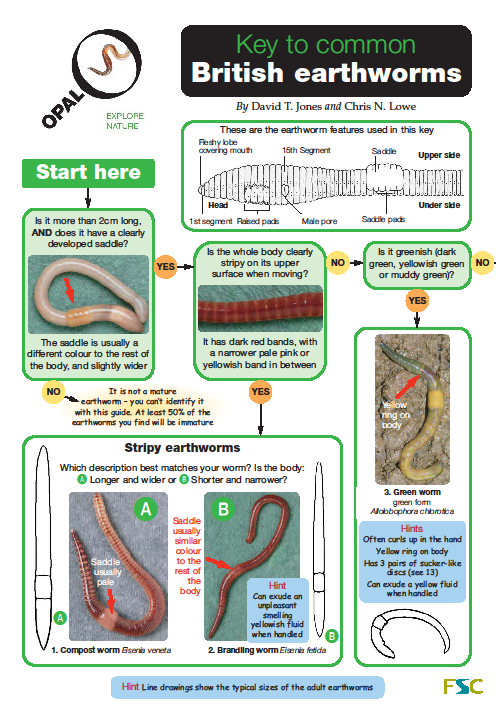 OPAL
EXPLORE
NATURE
Key to common
British earthworms
By David T. Jones and Chris N. Lowe
These are the earthworm features used in this key
Fleshy lobe
covering mouth
15th Segment
Saddle
Upper side
Head
Under side
1st segment
Raised pads
Male pore
Saddle pads
Start here
Is it more than 2cm long,
AND does it have a clearly
developed saddle?
The saddle is usually a
different colour to the rest of
the body, and slightly wider
YES
Is the whole body clearly
stripy on its upper
surface when moving?
It has dark red bands, with
a narrower pale pink or
yellowish band in between
NO
Is it greenish (dark
green, yellowish green
or muddy green)?
NO
YES
NO
It is not a mature
earthworm – you can't identify it
with this guide. At least 50% of the
earthworms you find will be immature
YES
Stripy earthworms
Which description best matches your worm? Is the body:
A Longer and wider or B Shorter and narrower?
A
Saddle
usually
pale
A
1. Compost worm Eisenia veneta
B
Saddle
usually
similar
colour
to the
rest of
the
body
Hint
Can exude an
unpleasant
smelling
yellowish fluid
when handled
B
2. Brandling worm Eisenia fetida
Yellow
ring on
body
3. Green worm
green form
Allolobophora chlorotica
Hints
Often curls up in the hand
Yellow ring on body
Has 3 pairs of sucker-like
discs (see 13)
Can exude a yellow fluid
when handled
Hint Line drawings show the typical sizes of the adult earthworms
FSC